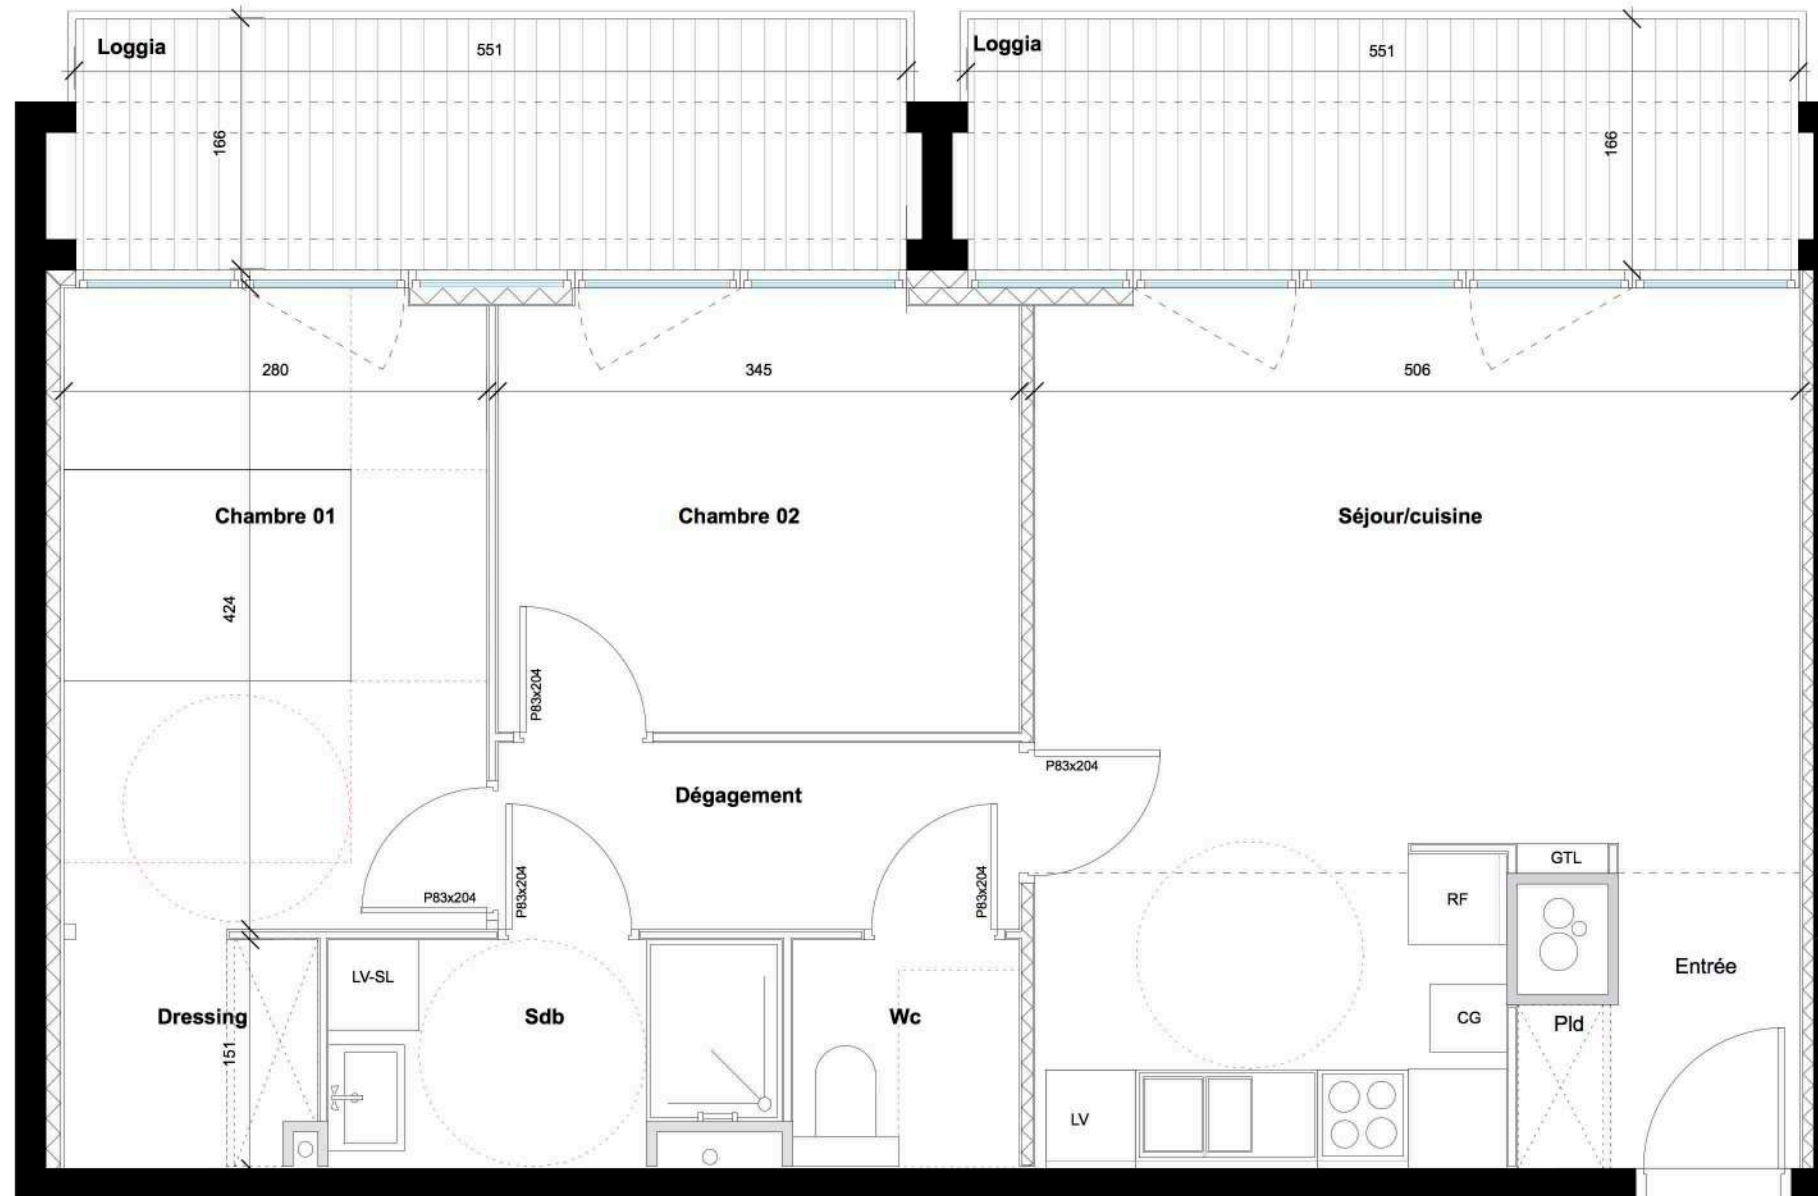 Loggia
551
Loggia
551
166
166
280
345
506
Chambre 01
Chambre 02
Séjour/cuisine
424
P83x204
P83x204
Dégagement
GTL
P83x204
P83x204
P83x204
RF
Entrée
LV-SL
Dressing
Sdb
Wc
CG
Pld
151
LV